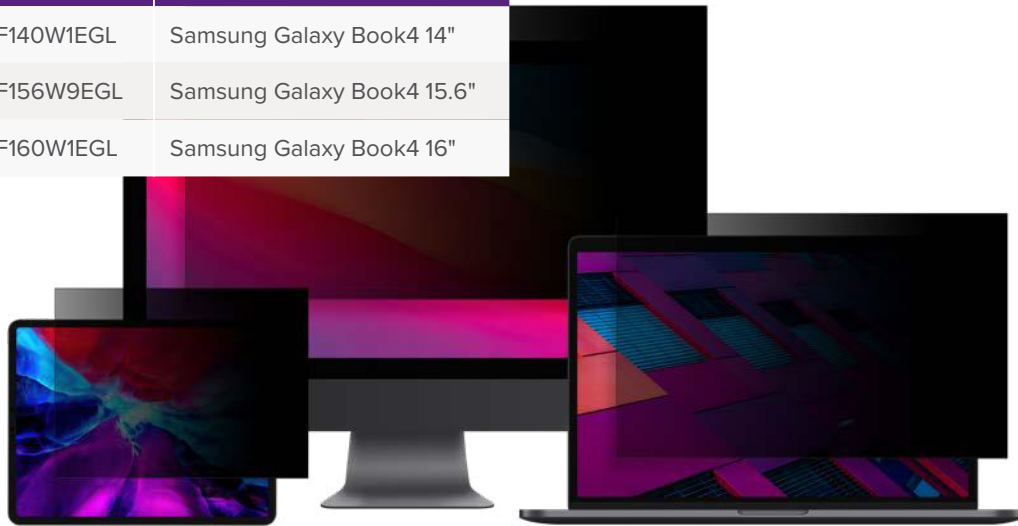 F140W1EGL Samsung Galaxy Book4 14"
F156W9EGL Samsung Galaxy Book4 15.6"
F160W1EGL Samsung Galaxy Book4 16"